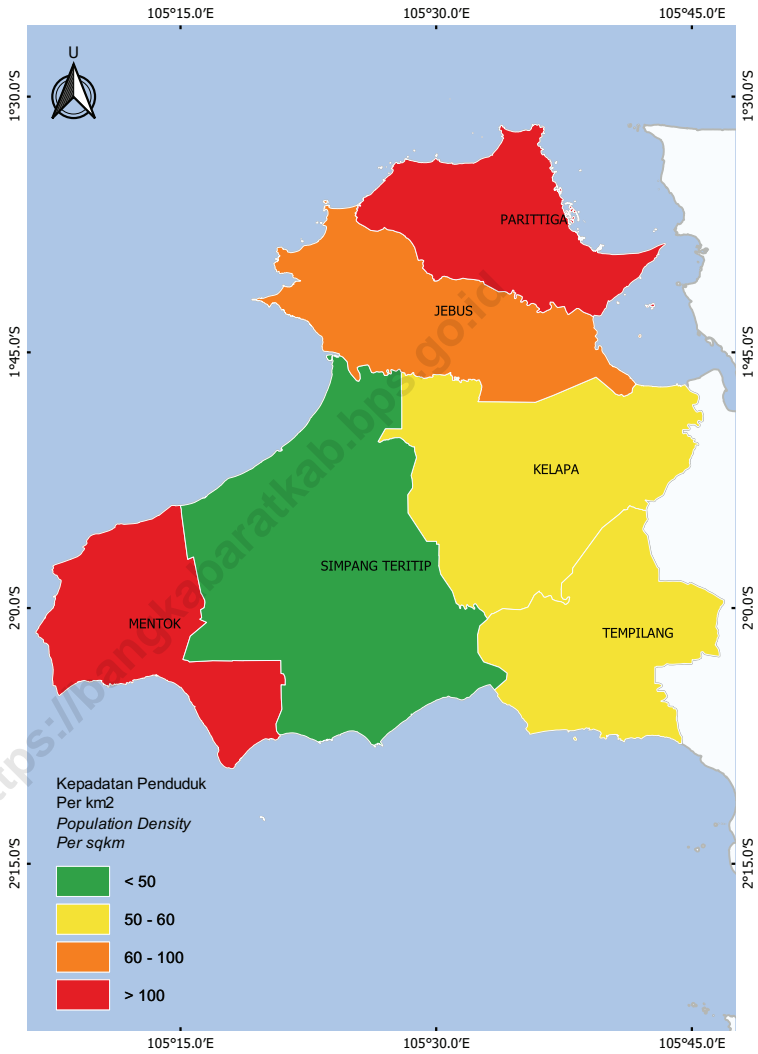 105°15.0'E 105°30.0'E 105°45.0'E
U
1°30.0'S 1°30.0'S
PARITTIGA
JEBUS
1°45.0'S 1°45.0'S
KELAPA
SIMPANG TERITIP
2°0.0'S 2°0.0'S
MENTOK
TEMPILANG
https://bangkabaratkab.bps.go.id
Kepadatan Penduduk
Per km2
Population Density
Per sqkm
2°15.0'S 2°15.0'S
< 50
50 - 60
60 - 100
> 100
105°15.0'E 105°30.0'E 105°45.0'E